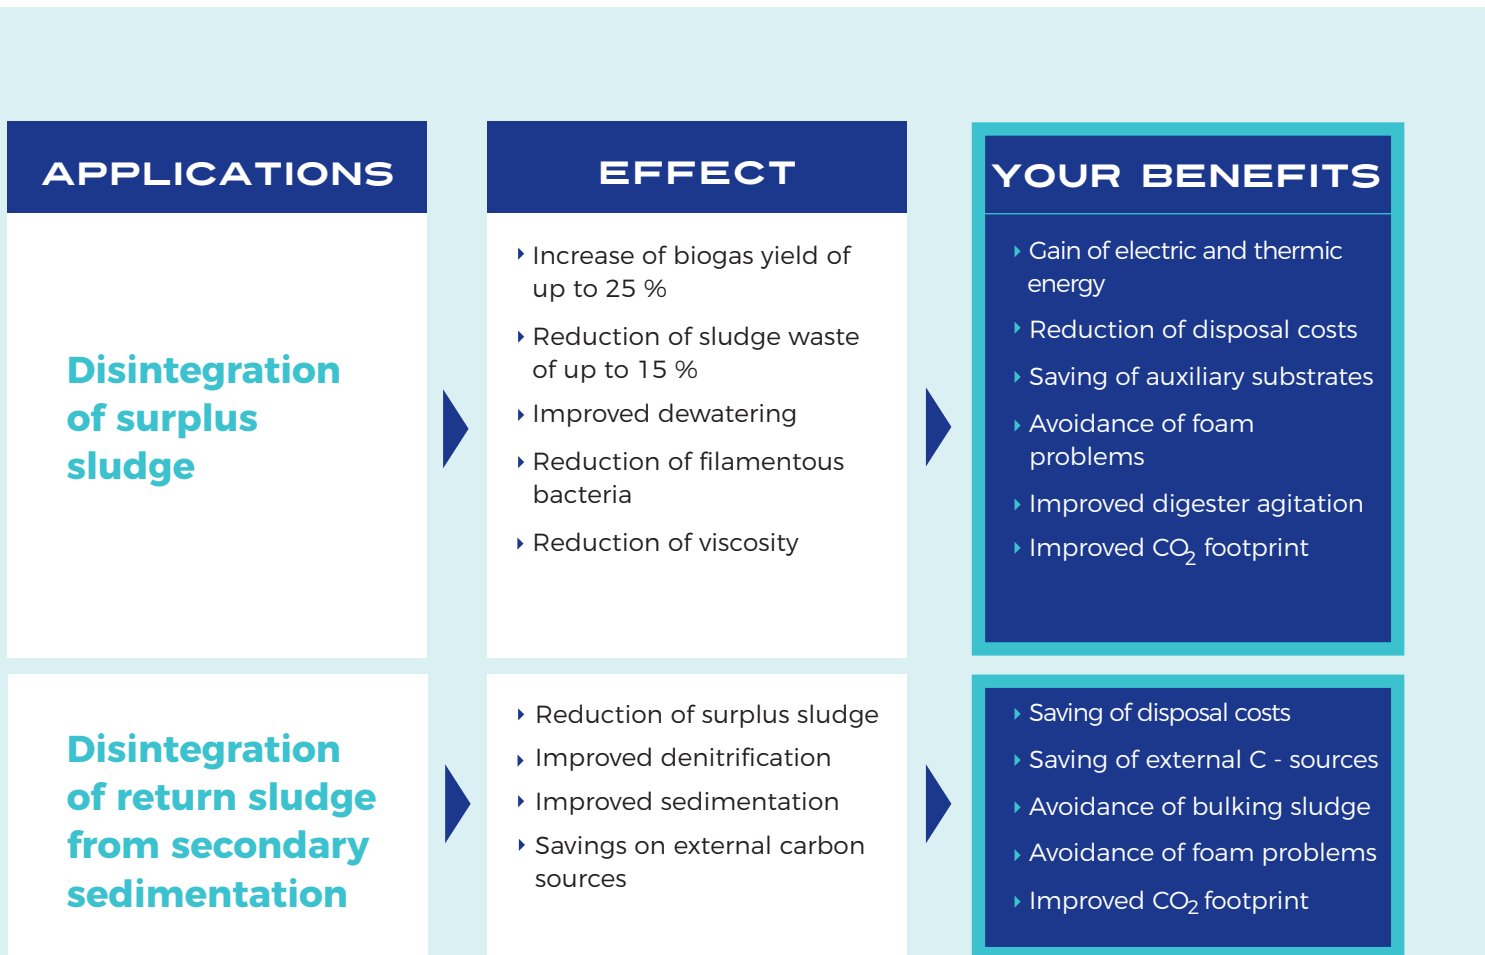 APPLICATIONS
EFFECT
YOUR BENEFITS
Disintegration
of surplus
sludge
Increase of biogas yield of
up to 25 %
Reduction of sludge waste
of up to 15 %
Improved dewatering
Reduction of filamentous
bacteria
Reduction of viscosity
Gain of electric and thermic
energy
Reduction of disposal costs
Saving of auxiliary substrates
Avoidance of foam
problems
Improved digester agitation
Improved CO2 footprint
Disintegration
of return sludge
from secondary
sedimentation
Reduction of surplus sludge
Improved denitrification
Improved sedimentation
Savings on external carbon
sources
Saving of disposal costs
Saving of external C - sources
Avoidance of bulking sludge
Avoidance of foam problems
Improved CO2 footprint